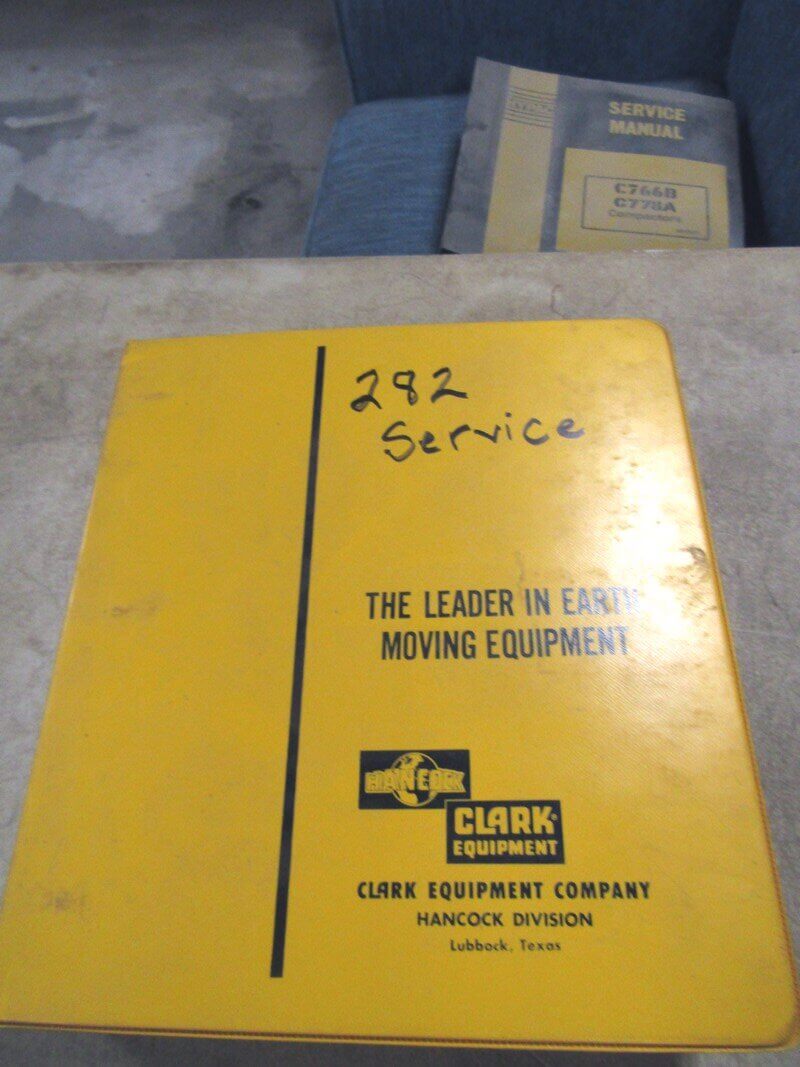 SERVICE
MANUAL
C766B
C778A
Compactors
282
Service
THE LEADER IN EARTH
MOVING EQUIPMENT
HANCOCK
CLARK®
EQUIPMENT
CLARK EQUIPMENT COMPANY
HANCOCK DIVISION
Lubbock, Texas